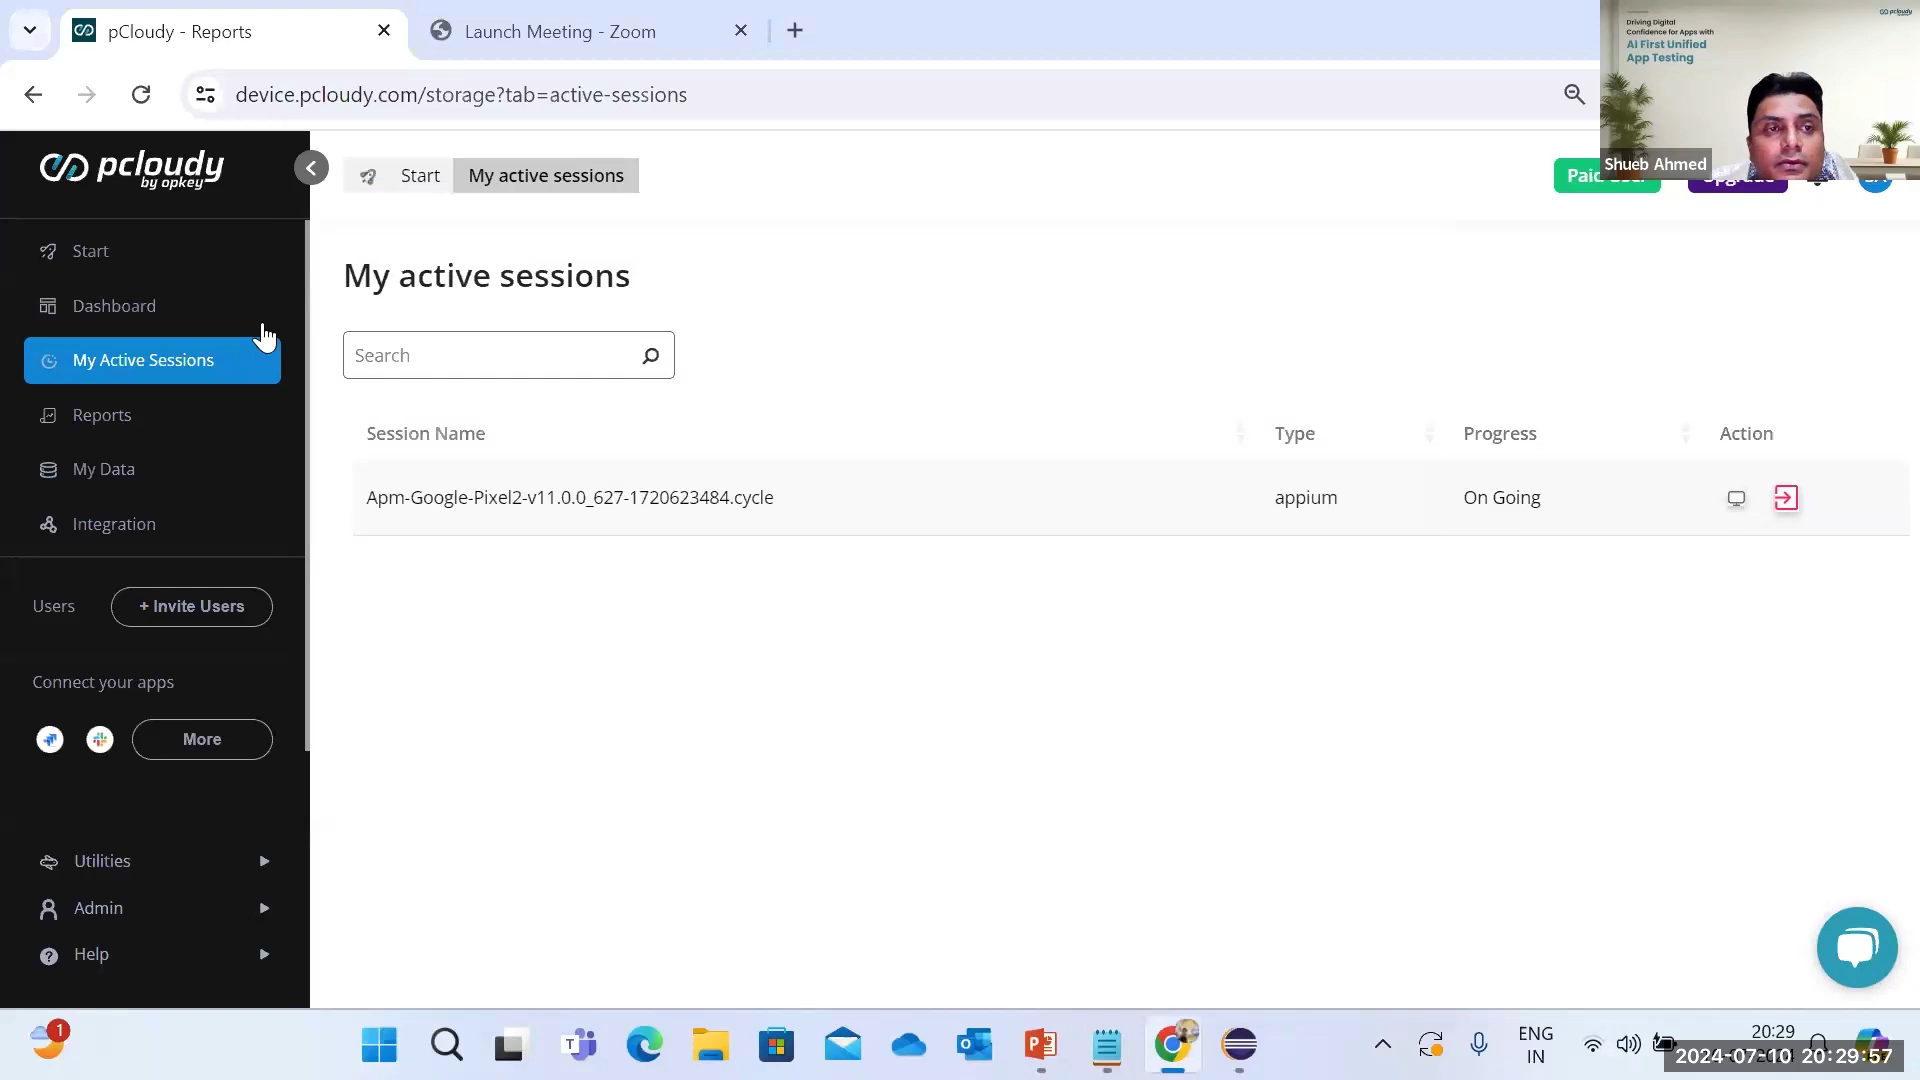 pCloudy - Reports
Launch Meeting - Zoom
device.pcloudy.com/storage?tab=active-sessions
pcloudy
Driving Digital
Confidence for Apps with
AI First Unified
App Testing
Shueb Ahmed
pcloudy
by opkey
Start
My active sessions
Start
Dashboard
My Active Sessions
Reports
My Data
Integration
Users
+ Invite Users
Connect your apps
More
Utilities
Admin
Help
My active sessions
Search
Session Name
Type
Progress
Action
Apm-Google-Pixel2-v11.0.0_627-1720623484.cycle
appium
On Going
1
ENG
IN
20:29
2024-07-10 20:29:57